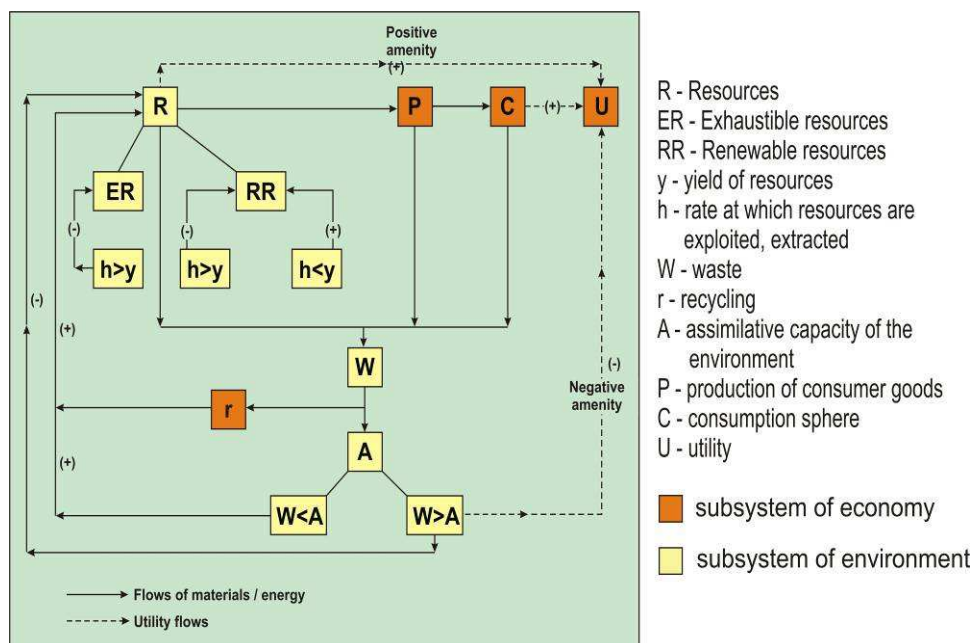 Positive
amenity
(+)
R
P
C
(+)
U
ER
RR
(-)
(-)
(+)
h>y
h>y
h<y
(-)
(+)
W
(-)
Negative
amenity
r
A
(+)
W<A
W>A
Flows of materials / energy
Utility flows
R - Resources
ER - Exhaustible resources
RR - Renewable resources
y - yield of resources
h - rate at which resources are
exploited, extracted
W - waste
r - recycling
A - assimilative capacity of the
environment
P - production of consumer goods
C - consumption sphere
U - utility
subsystem of economy
subsystem of environment